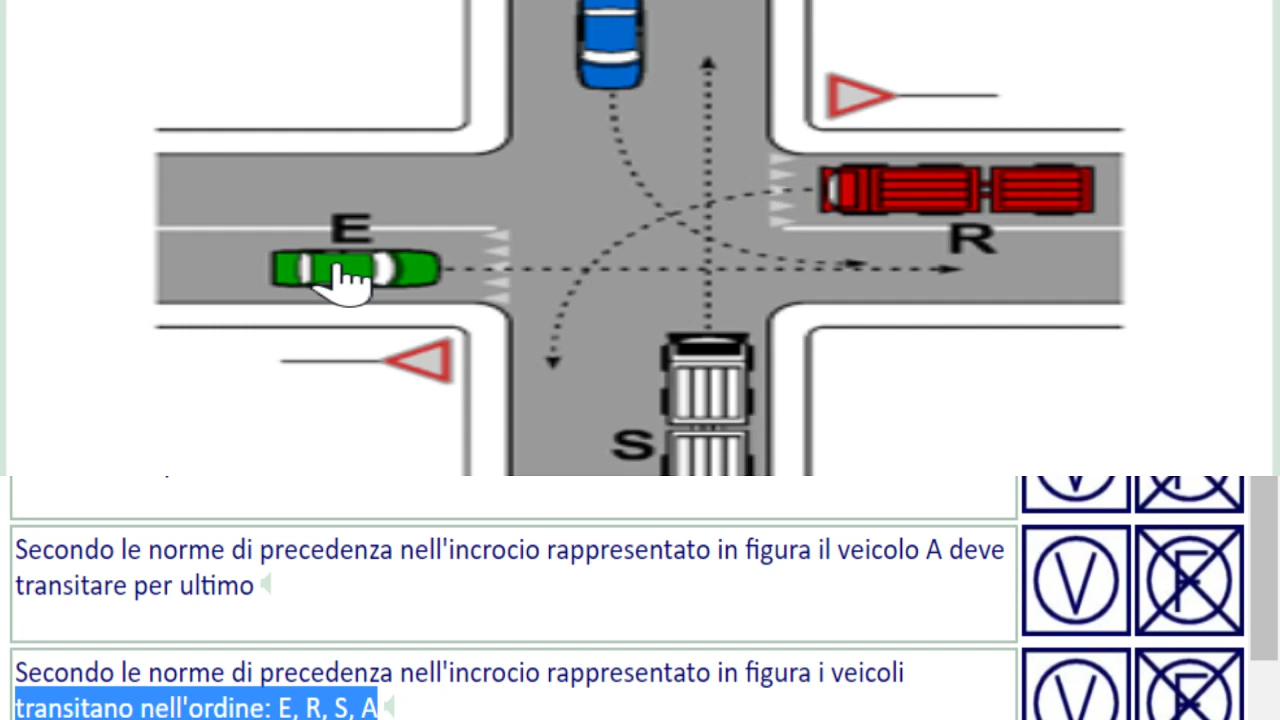 E
R
S
Secondo le norme di precedenza nell'incrocio rappresentato in figura il veicolo A deve
transitare per ultimo
V F
Secondo le norme di precedenza nell'incrocio rappresentato in figura i veicoli
transitano nell'ordine: E, R, S, A
V F